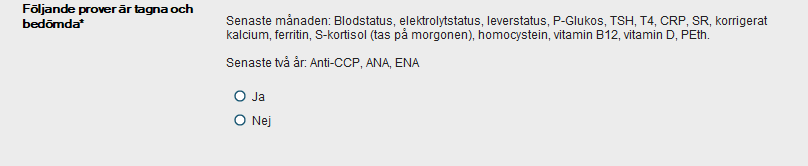 Följande prover är tagna och
bedömda*
Senaste månaden: Blodstatus, elektrolytstatus, leverstatus, P-Glukos, TSH, T4, CRP, SR, korrigerat
kalcium, ferritin, S-kortisol (tas på morgonen), homocystein, vitamin B12, vitamin D, PEth.
Senaste två år: Anti-CCP, ANA, ENA
Ja
Nej